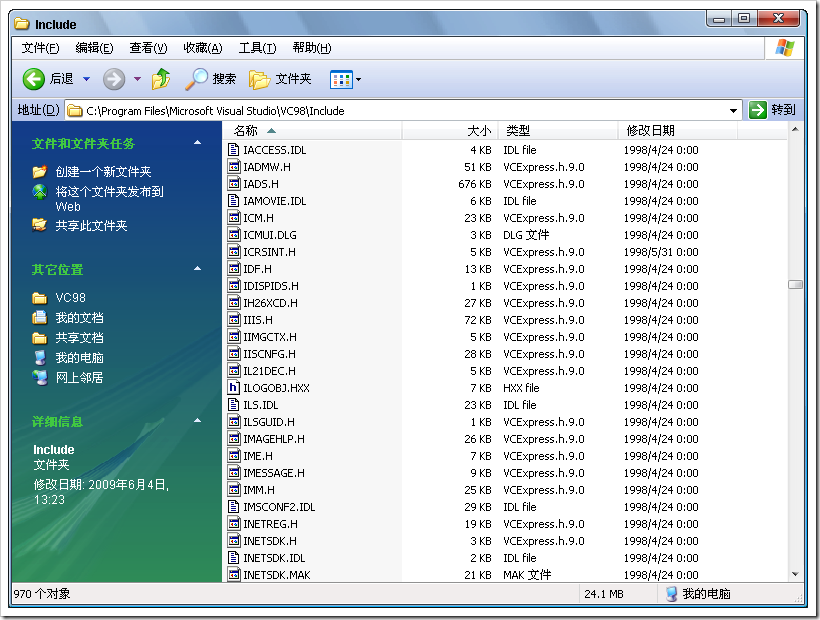 Include
文件(F) 编辑(E) 查看(V) 收藏(A) 工具(T) 帮助(H)
后退 搜索 文件夹
地址(D) C:\Program Files\Microsoft Visual Studio\VC98\Include 转到
文件和文件夹任务
创建一个新文件夹
将这个文件夹发布到
Web
共享此文件夹
其它位置
VC98
我的文档
共享文档
我的电脑
网上邻居
详细信息
Include
文件夹
修改日期: 2009年6月4日,
13:23
名称 大小 类型 修改日期
IACCESS.IDL 4 KB IDL file 1998/4/24 0:00
IADMW.H 51 KB VCExpress.h.9.0 1998/4/24 0:00
IADS.H 676 KB VCExpress.h.9.0 1998/4/24 0:00
IAMOVIE.IDL 6 KB IDL file 1998/4/24 0:00
ICM.H 23 KB VCExpress.h.9.0 1998/4/24 0:00
ICMUI.DLG 3 KB DLG 文件 1998/4/24 0:00
ICRSINT.H 5 KB VCExpress.h.9.0 1998/5/31 0:00
IDF.H 13 KB VCExpress.h.9.0 1998/4/24 0:00
IDISPIDS.H 1 KB VCExpress.h.9.0 1998/4/24 0:00
IH26XCD.H 27 KB VCExpress.h.9.0 1998/4/24 0:00
IIIS.H 72 KB VCExpress.h.9.0 1998/4/24 0:00
IIMGCTX.H 5 KB VCExpress.h.9.0 1998/4/24 0:00
IISCNFG.H 28 KB VCExpress.h.9.0 1998/4/24 0:00
IL21DEC.H 5 KB VCExpress.h.9.0 1998/4/24 0:00
ILOGOBJ.HXX 7 KB HXX file 1998/4/24 0:00
ILS.IDL 23 KB IDL file 1998/4/24 0:00
ILSGUID.H 1 KB VCExpress.h.9.0 1998/4/24 0:00
IMAGEHLP.H 26 KB VCExpress.h.9.0 1998/4/24 0:00
IME.H 7 KB VCExpress.h.9.0 1998/4/24 0:00
IMESSAGE.H 9 KB VCExpress.h.9.0 1998/4/24 0:00
IMM.H 25 KB VCExpress.h.9.0 1998/4/24 0:00
IMSCONF2.IDL 29 KB IDL file 1998/4/24 0:00
INETREG.H 19 KB VCExpress.h.9.0 1998/4/24 0:00
INETSDK.H 3 KB VCExpress.h.9.0 1998/4/24 0:00
INETSDK.IDL 2 KB IDL file 1998/4/24 0:00
INETSDK.MAK 21 KB MAK 文件 1998/4/24 0:00
970 个对象 24.1 MB 我的电脑